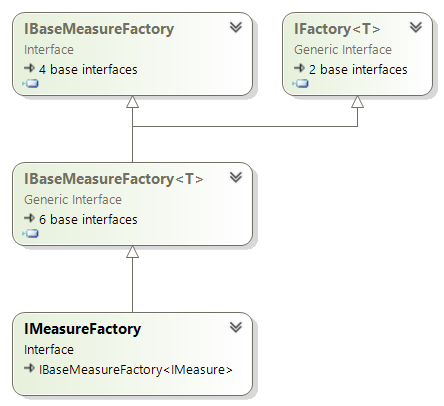 IBaseMeasureFactory
Interface
4 base interfaces
IFactory<T>
Generic Interface
2 base interfaces
IBaseMeasureFactory<T>
Generic Interface
6 base interfaces
IMeasureFactory
Interface
IBaseMeasureFactory<IMeasure>